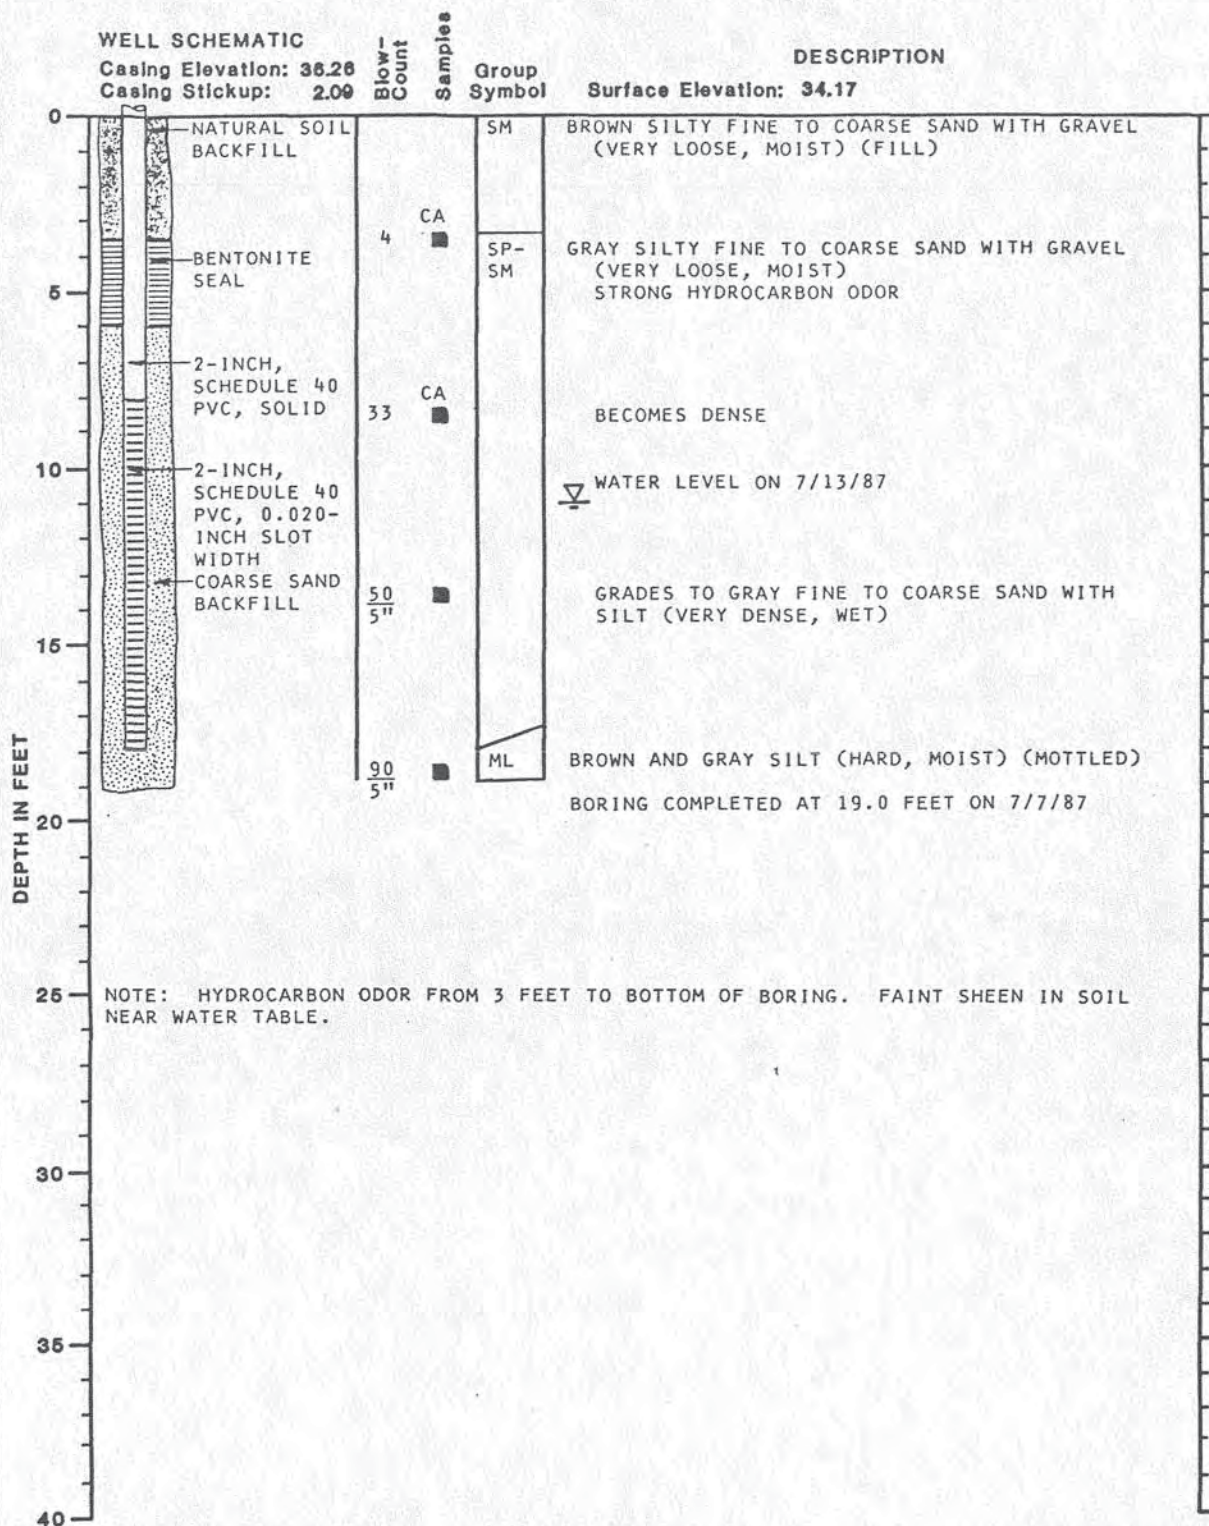 WELL SCHEMATIC
Casing Elevation: 36.26
Casing Stickup: 2.09
Blow-
Count
Samples
Group
Symbol
DESCRIPTION
Surface Elevation: 34.17
DEPTH IN FEET
0
5
10
15
20
25
30
35
40
NATURAL SOIL
BACKFILL
BENTONITE
SEAL
2-INCH,
SCHEDULE 40
PVC, SOLID
2-INCH,
SCHEDULE 40
PVC, 0.020-
INCH SLOT
WIDTH
COARSE SAND
BACKFILL
4
33
50
5"
90
5"
CA
CA
SM
SP-
SM
ML
BROWN SILTY FINE TO COARSE SAND WITH GRAVEL
(VERY LOOSE, MOIST) (FILL)
GRAY SILTY FINE TO COARSE SAND WITH GRAVEL
(VERY LOOSE, MOIST)
STRONG HYDROCARBON ODOR
BECOMES DENSE
WATER LEVEL ON 7/13/87
GRADES TO GRAY FINE TO COARSE SAND WITH
SILT (VERY DENSE, WET)
BROWN AND GRAY SILT (HARD, MOIST) (MOTTLED)
BORING COMPLETED AT 19.0 FEET ON 7/7/87
NOTE: HYDROCARBON ODOR FROM 3 FEET TO BOTTOM OF BORING. FAINT SHEEN IN SOIL
NEAR WATER TABLE.